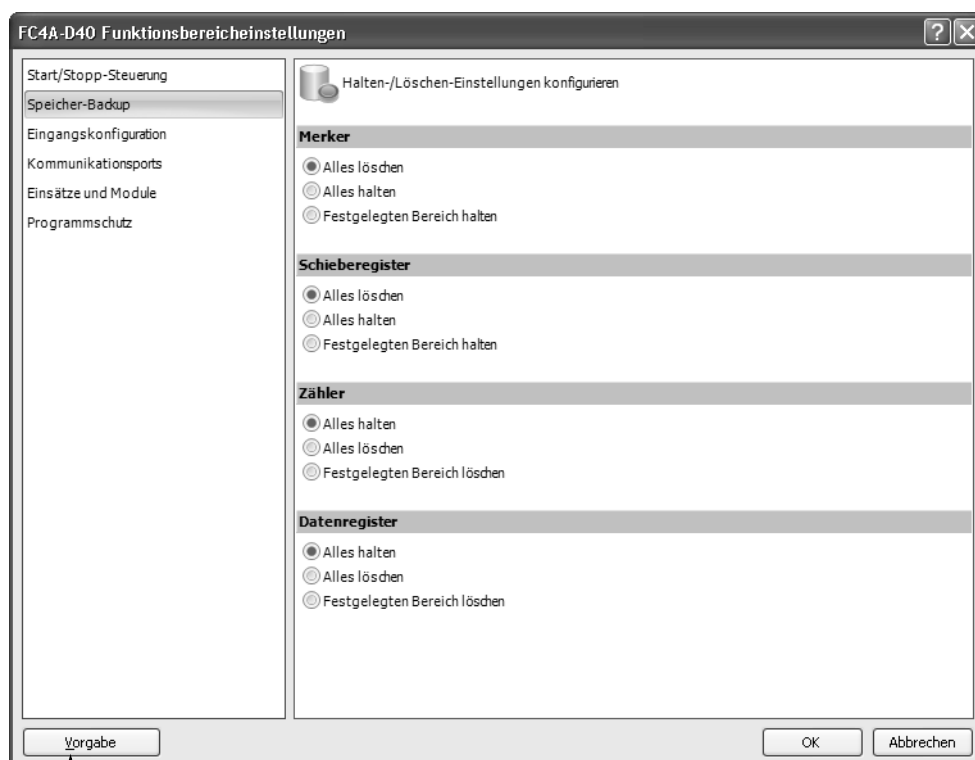 FC4A-D40 Funktionsbereicheinstellungen
Start/Stopp-Steuerung
Speicher-Backup
Eingangskonfiguration
Kommunikationsports
Einsätze und Module
Programmschutz
Halten-/Löschen-Einstellungen konfigurieren
Merker
Alles löschen
Alles halten
Festgelegten Bereich halten
Schieberegister
Alles löschen
Alles halten
Festgelegten Bereich halten
Zähler
Alles halten
Alles löschen
Festgelegten Bereich löschen
Datenregister
Alles halten
Alles löschen
Festgelegten Bereich löschen
Vorgabe
OK
Abbrechen